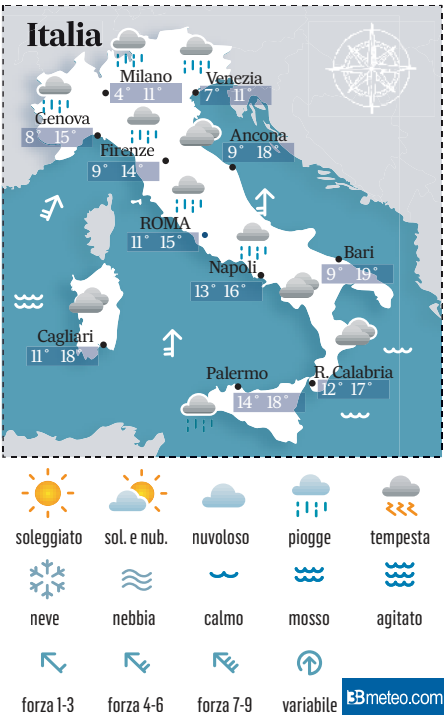 Italia
Milano
4° 11°
Venezia
7° 11°
Genova
8° 15°
Firenze
9° 14°
Ancona
9° 18°
ROMA
11° 15°
Napoli
13° 16°
Bari
9° 19°
Cagliari
11° 18°
Palermo
14° 18°
R. Calabria
12° 17°
soleggiato sol. e nub. nuvoloso piogge tempesta
neve nebbia calmo mosso agitato
forza 1-3 forza 4-6 forza 7-9 variabile
3Bmeteo.com